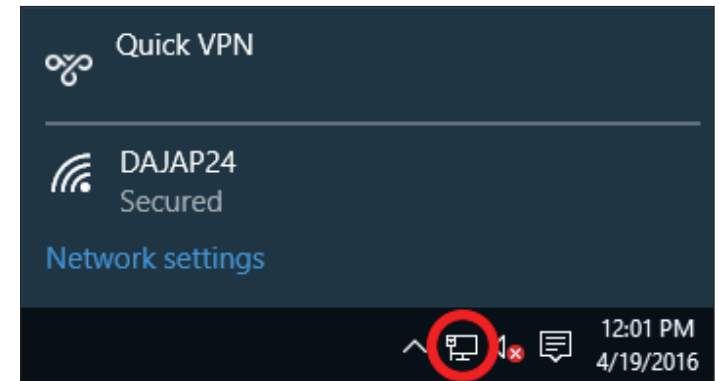 Quick VPN
DAJAP24
Secured
Network settings
12:01 PM
4/19/2016